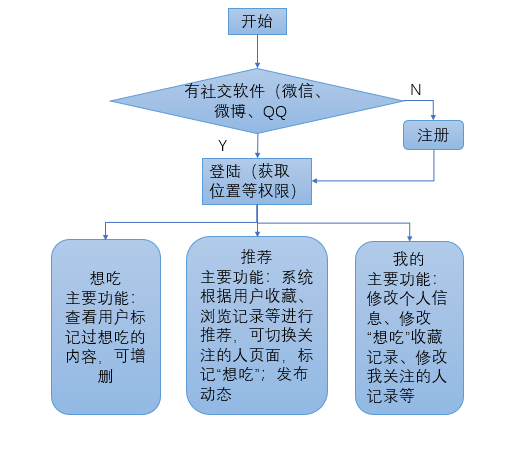 开始
有社交软件（微信、
微博、QQ
N
注册
Y
登陆（获取
位置等权限）
想吃
主要功能：
查看用户标
记过想吃的
内容，可增
删
推荐
主要功能：系统
根据用户收藏、
浏览记录等进行
推荐，可切换关
注的人页面，标
记“想吃”；发布
动态
我的
主要功能：
修改个人信
息、修改
“想吃”收藏
记录、修改
我关注的人
记录等